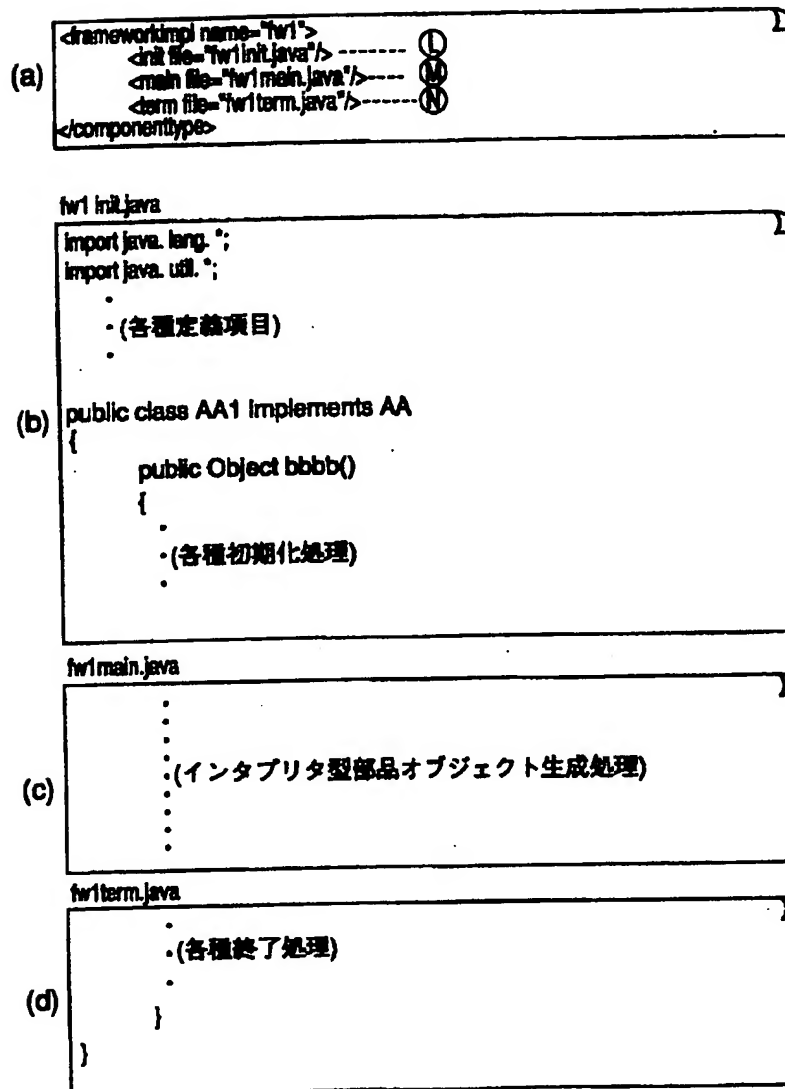 (a)
<frameworkimpl name="fw1">
<init file="fw1init.java"/> ------- Ⓛ
<main file="fw1main.java"/>---- Ⓜ
<term file="fw1term.java"/>------ Ⓝ
</componenttype>
fw1 init.java
(b)
import java. lang. *;
import java. util. *;
・
・(各種定義項目)
・
public class AA1 implements AA
{
public Object bbbb()
{
・
・(各種初期化処理)
・
fw1main.java
(c)
・
・
・
・(インタプリタ型部品オブジェクト生成処理)
・
・
・
fw1term.java
(d)
・
・(各種終了処理)
・
}
}